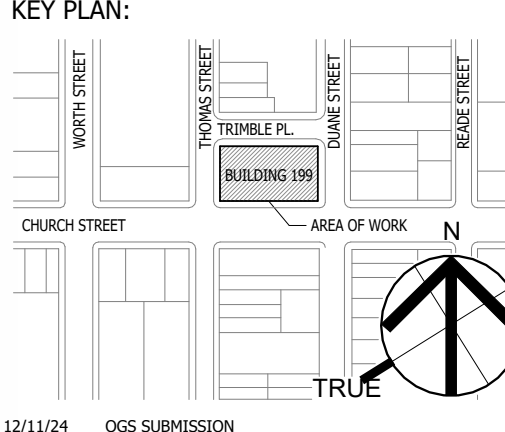 KEY PLAN:
WORTH STREET
THOMAS STREET
DUANE STREET
READE STREET
TRIMBLE PL.
BUILDING 199
CHURCH STREET
AREA OF WORK
N
TRUE
12/11/24 OGS SUBMISSION